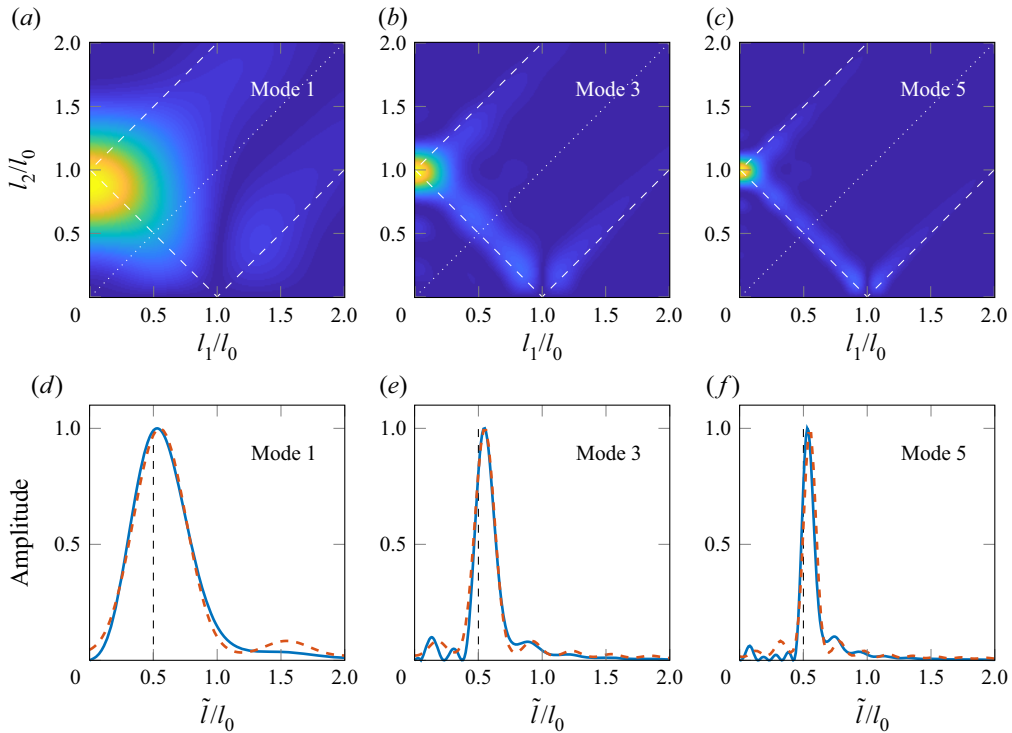 (a) (b) (c)
2.0 2.0 2.0
Mode 1 Mode 3 Mode 5
1.5 1.5 1.5
l2/l0 1.0 1.0 1.0
0.5 0.5 0.5
0 0.5 1.0 1.5 2.0 0 0.5 1.0 1.5 2.0 0 0.5 1.0 1.5 2.0
l1/l0 l1/l0 l1/l0
(d) (e) (f)
1.0 1.0 1.0
Mode 1 Mode 3 Mode 5
Amplitude 0.5 0.5 0.5
0 0.5 1.0 1.5 2.0 0 0.5 1.0 1.5 2.0 0 0.5 1.0 1.5 2.0
l̃/l0 l̃/l0 l̃/l0